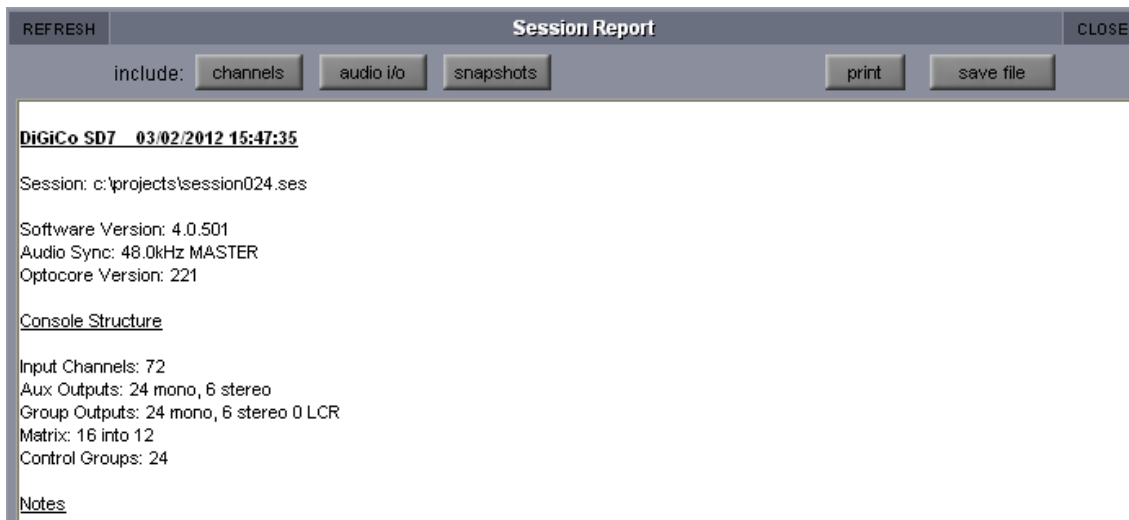 REFRESH Session Report CLOSE
include: channels audio i/o snapshots print save file
DiGiCo SD7 03/02/2012 15:47:35
Session: c:\projects\session024.ses
Software Version: 4.0.501
Audio Sync: 48.0kHz MASTER
Optocore Version: 221
Console Structure
Input Channels: 72
Aux Outputs: 24 mono, 6 stereo
Group Outputs: 24 mono, 6 stereo 0 LCR
Matrix: 16 into 12
Control Groups: 24
Notes